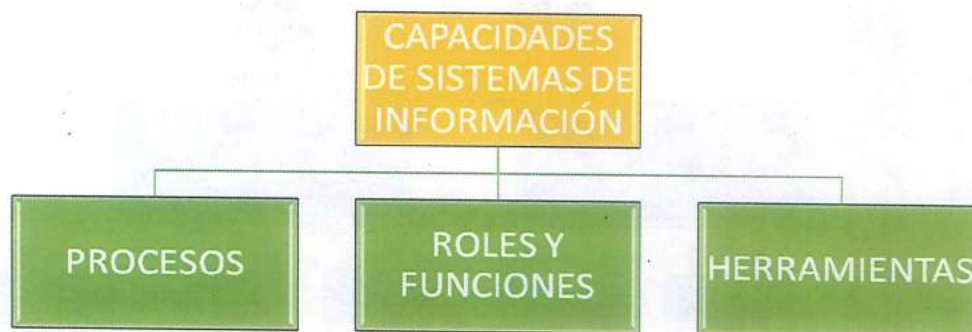 CAPACIDADES
DE SISTEMAS DE
INFORMACIÓN
PROCESOS
ROLES Y
FUNCIONES
HERRAMIENTAS